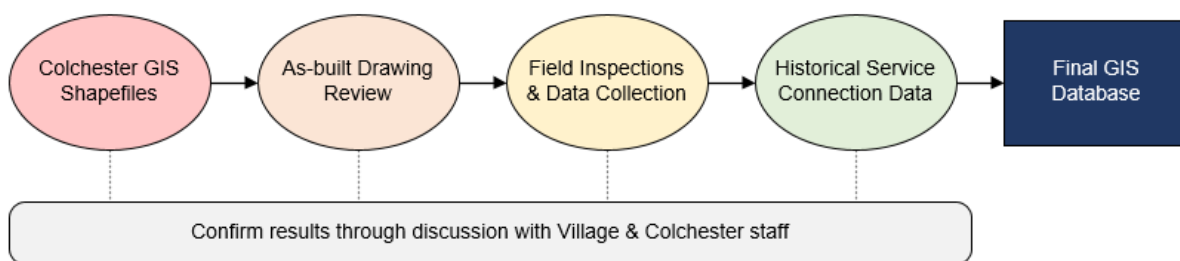 Colchester GIS
Shapefiles
As-built Drawing
Review
Field Inspections
& Data Collection
Historical Service
Connection Data
Final GIS
Database
Confirm results through discussion with Village & Colchester staff